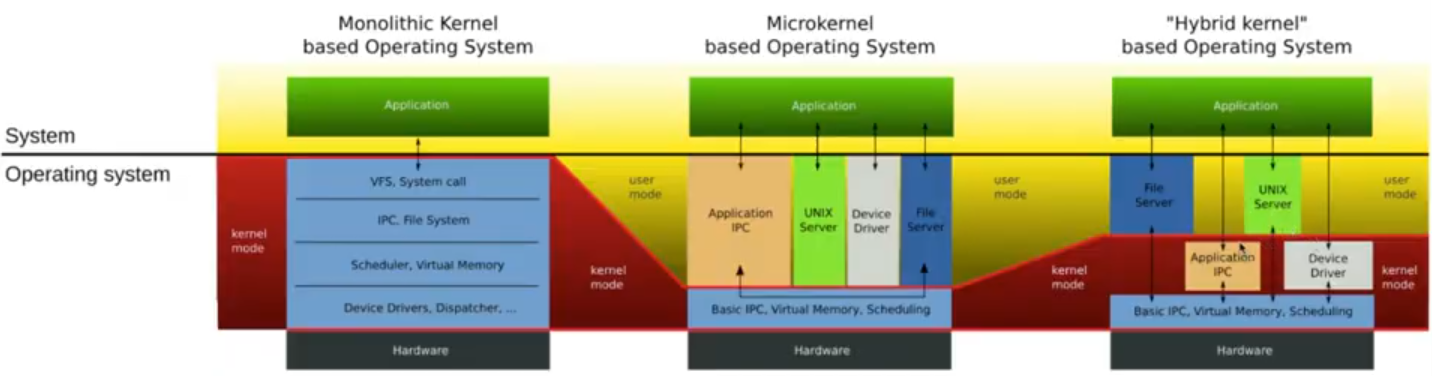 Monolithic Kernel
based Operating System
Microkernel
based Operating System
"Hybrid kernel"
based Operating System
Application
Application
Application
System
Operating system
kernel
mode
VFS, System call
IPC, File System
Scheduler, Virtual Memory
Device Drivers, Dispatcher, ...
Hardware
user
mode
kernel
mode
Application
IPC
UNIX
Server
Device
Driver
File
Server
Basic IPC, Virtual Memory, Scheduling
Hardware
user
mode
kernel
mode
File
Server
UNIX
Server
Application
IPC
Device
Driver
Basic IPC, Virtual Memory, Scheduling
Hardware
user
mode
kernel
mode